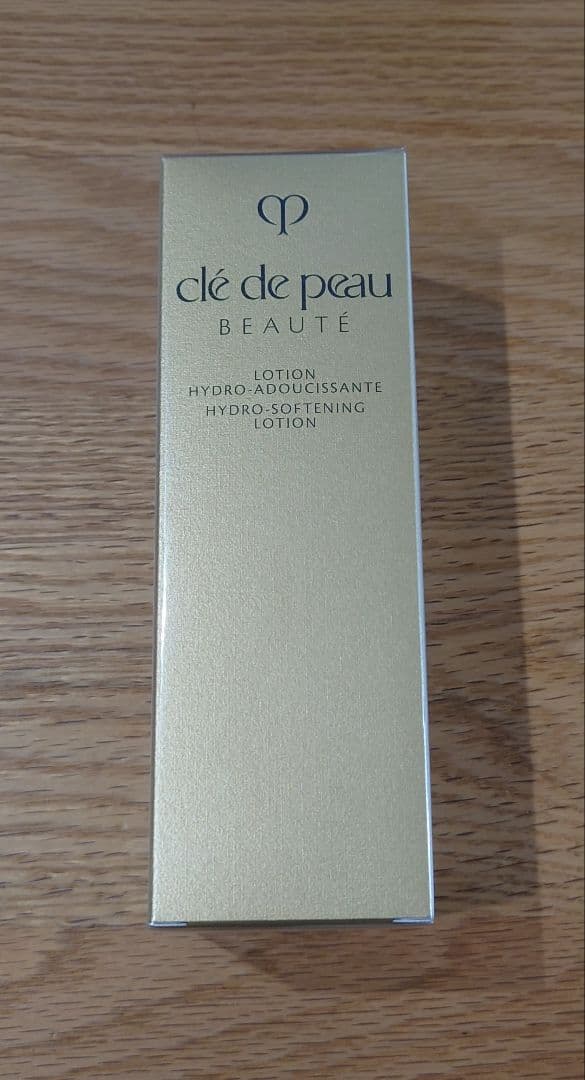 clé de peau
BEAUTÉ
LOTION
HYDRO-ADOUCISSANTE
HYDRO-SOFTENING
LOTION